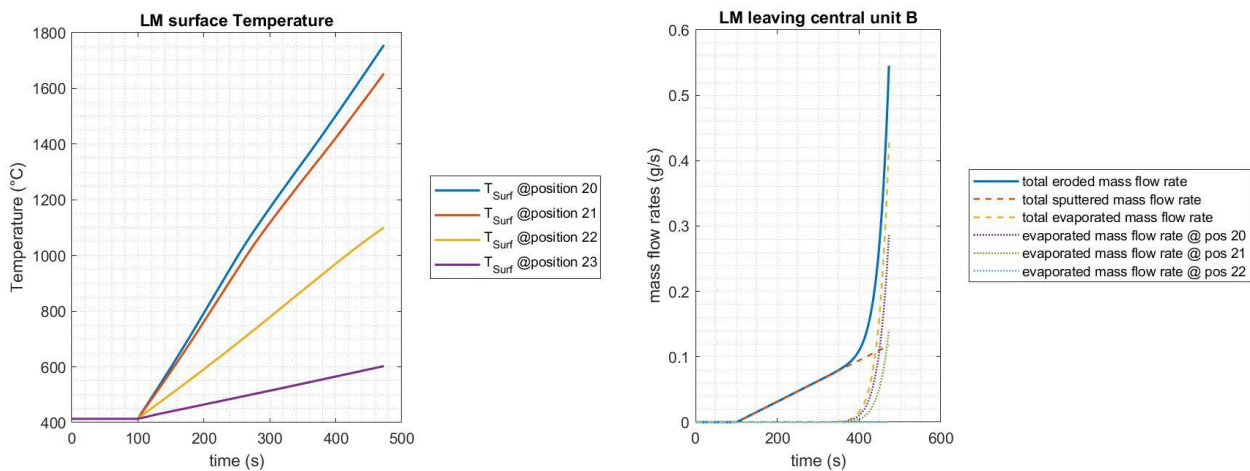 LM surface Temperature
Temperature (°C)
1800
1600
1400
1200
1000
800
600
400
0
100
200
300
400
500
time (s)
T_Surf @position 20
T_Surf @position 21
T_Surf @position 22
T_Surf @position 23
LM leaving central unit B
mass flow rates (g/s)
0.6
0.5
0.4
0.3
0.2
0.1
0
0
200
400
600
time (s)
total eroded mass flow rate
total sputtered mass flow rate
total evaporated mass flow rate
evaporated mass flow rate @ pos 20
evaporated mass flow rate @ pos 21
evaporated mass flow rate @ pos 22